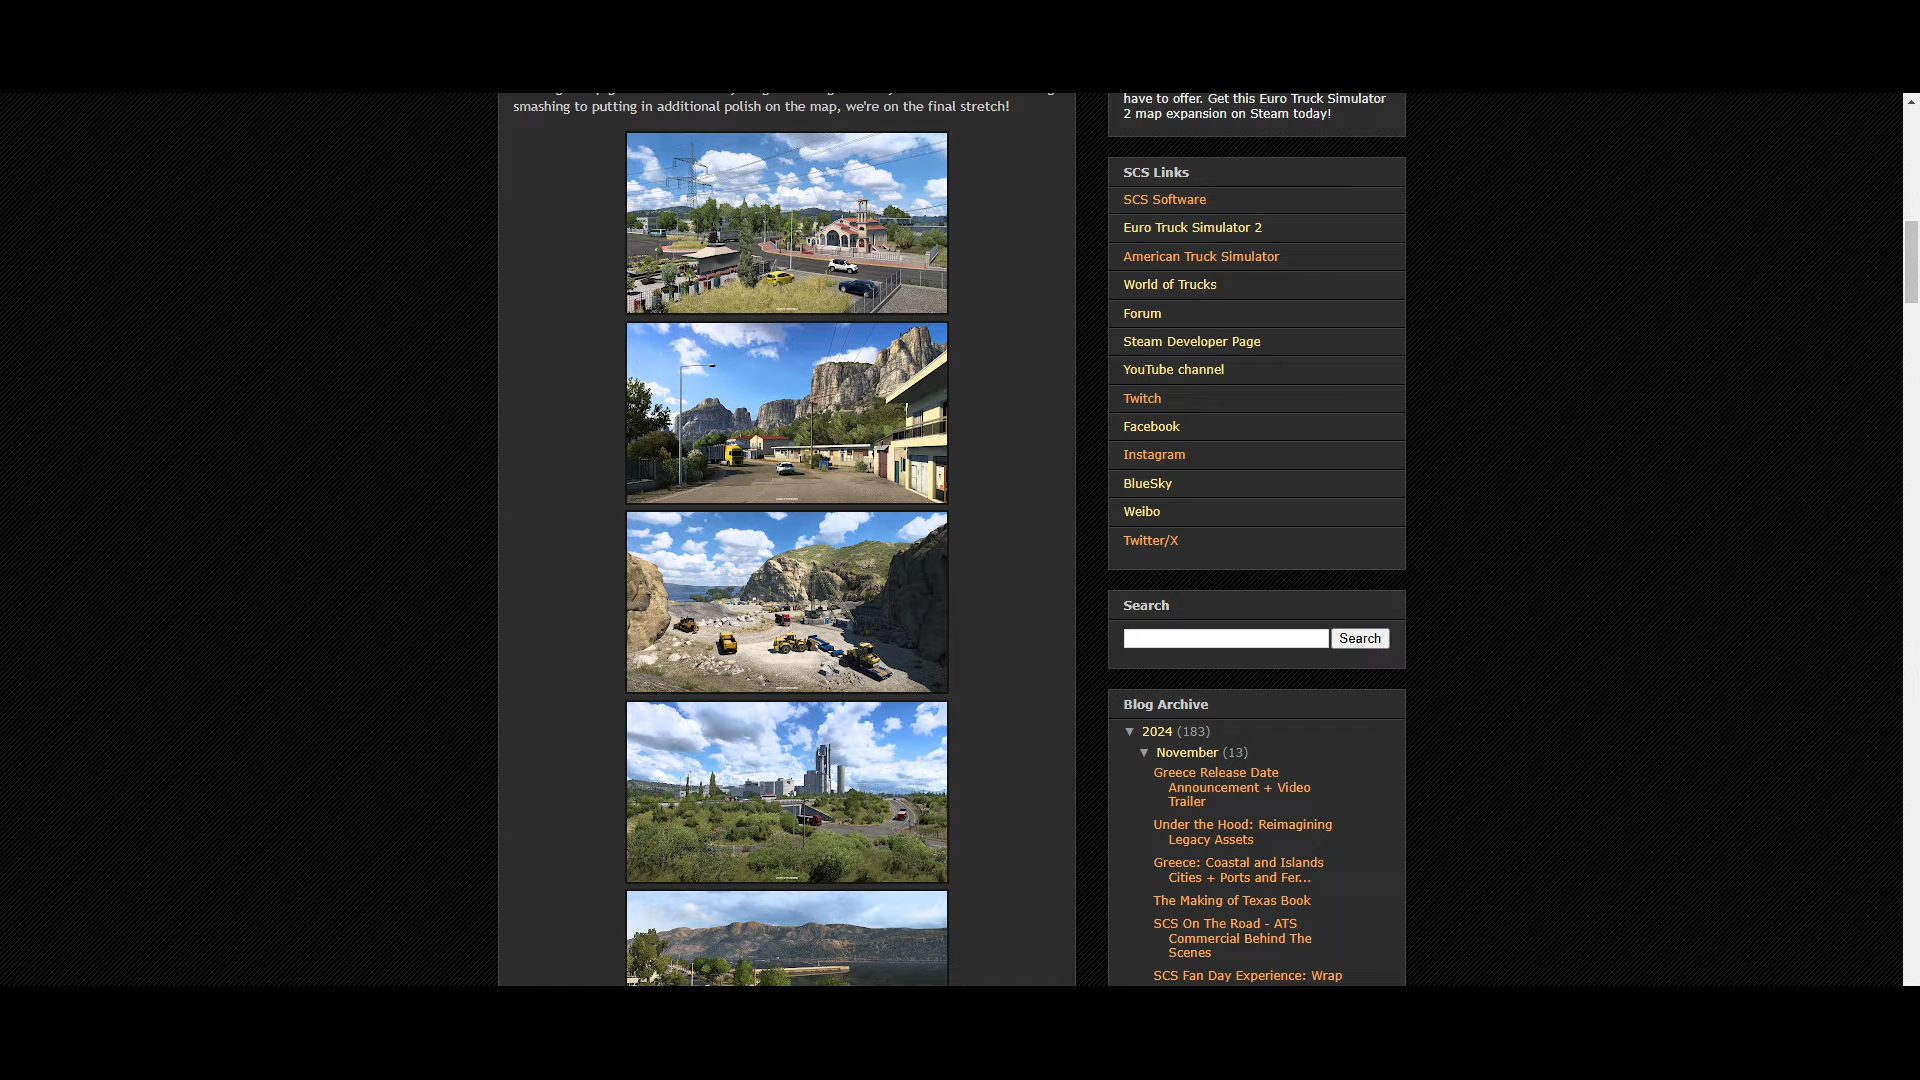 smashing to putting in additional polish on the map, we're on the final stretch!
have to offer. Get this Euro Truck Simulator
2 map expansion on Steam today!
SCS Links
SCS Software
Euro Truck Simulator 2
American Truck Simulator
World of Trucks
Forum
Steam Developer Page
YouTube channel
Twitch
Facebook
Instagram
BlueSky
Weibo
Twitter/X
Search
Search
Blog Archive
▼ 2024 (183)
▼ November (13)
Greece Release Date
Announcement + Video
Trailer
Under the Hood: Reimagining
Legacy Assets
Greece: Coastal and Islands
Cities + Ports and Fer...
The Making of Texas Book
SCS On The Road - ATS
Commercial Behind The
Scenes
SCS Fan Day Experience: Wrap